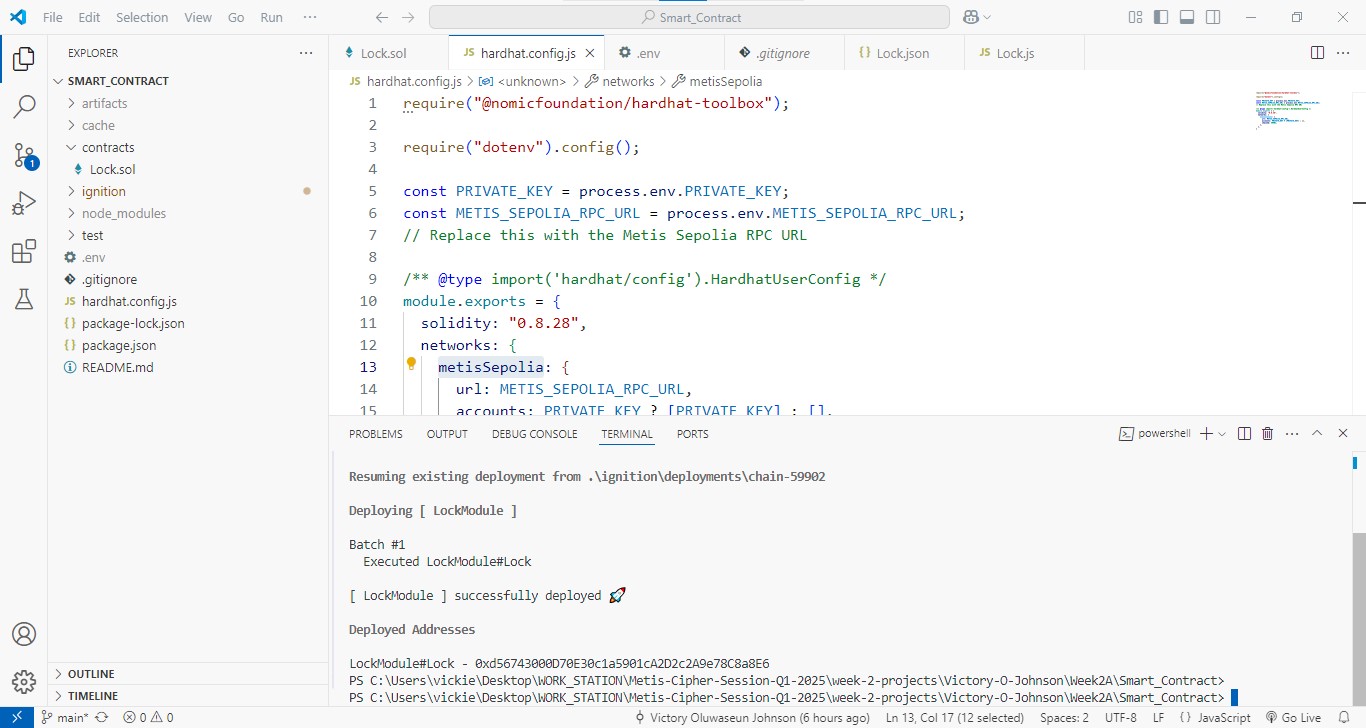 File Edit Selection View Go Run ··· Smart_Contract
EXPLORER ···
SMART_CONTRACT
artifacts
cache
contracts
Lock.sol
ignition
node_modules
test
.env
.gitignore
JS hardhat.config.js
{} package-lock.json
{} package.json
README.md
OUTLINE
TIMELINE
1
Lock.sol JS hardhat.config.js .env .gitignore {} Lock.json JS Lock.js ···
JS hardhat.config.js > <unknown> > networks > metisSepolia
1 require("@nomicfoundation/hardhat-toolbox");
2
3 require("dotenv").config();
4
5 const PRIVATE_KEY = process.env.PRIVATE_KEY;
6 const METIS_SEPOLIA_RPC_URL = process.env.METIS_SEPOLIA_RPC_URL;
7 // Replace this with the Metis Sepolia RPC URL
8
9 /** @type import('hardhat/config').HardhatUserConfig */
10 module.exports = {
11 solidity: "0.8.28",
12 networks: {
13 metisSepolia: {
14 url: METIS_SEPOLIA_RPC_URL,
15 accounts: PRIVATE_KEY ? [PRIVATE_KEY] : [],
PROBLEMS OUTPUT DEBUG CONSOLE TERMINAL PORTS powershell ···
Resuming existing deployment from .\ignition\deployments\chain-59902
Deploying [ LockModule ]
Batch #1
Executed LockModule#Lock
[ LockModule ] successfully deployed 🚀
Deployed Addresses
LockModule#Lock - 0xd56743000D70E30c1a5901cA2D2c2A9e78C8a8E6
PS C:\Users\vickie\Desktop\WORK_STATION\Metis-Cipher-Session-Q1-2025\week-2-projects\Victory-O-Johnson\Week2A\Smart_Contract>
PS C:\Users\vickie\Desktop\WORK_STATION\Metis-Cipher-Session-Q1-2025\week-2-projects\Victory-O-Johnson\Week2A\Smart_Contract>
main* 0 0 Victory Oluwaseun Johnson (6 hours ago) Ln 13, Col 17 (12 selected) Spaces: 2 UTF-8 LF {} JavaScript Go Live